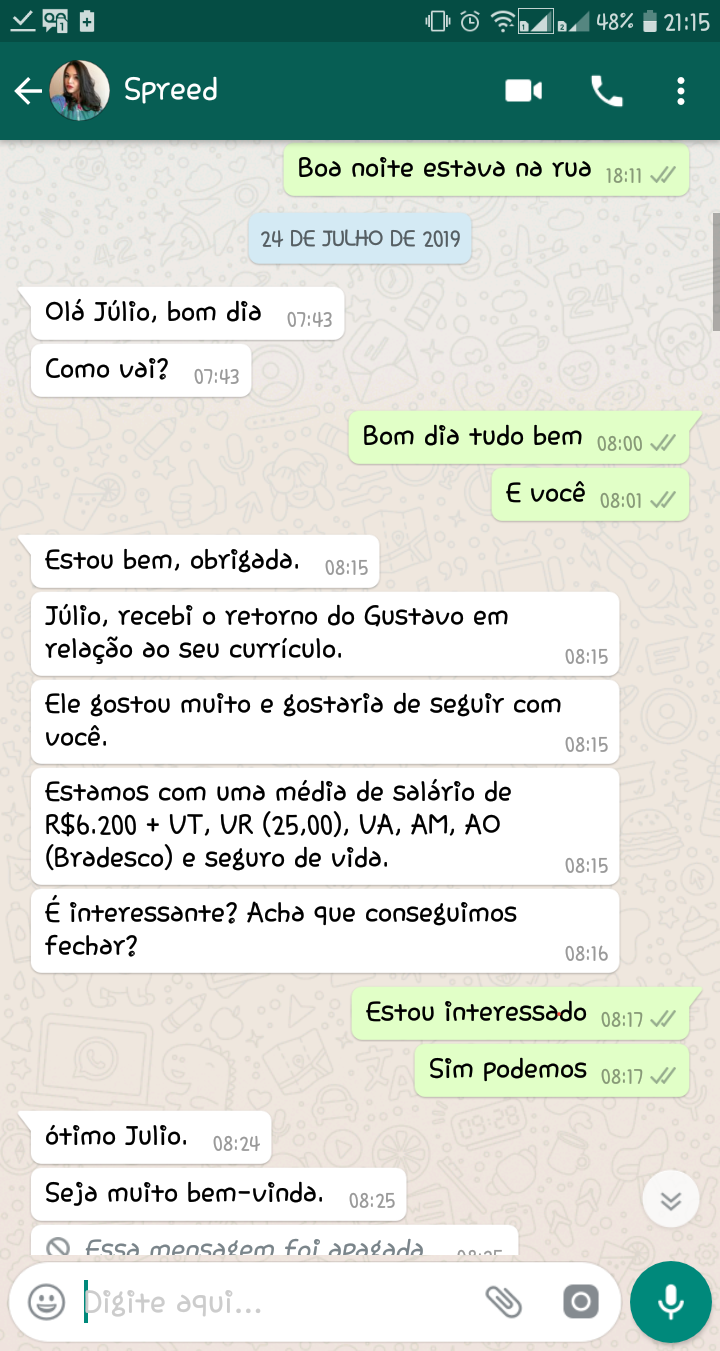 48% 21:15
Spreed
Boa noite estava na rua 18:11
24 DE JULHO DE 2019
Olá Júlio, bom dia 07:43
Como vai? 07:43
Bom dia tudo bem 08:00
E você 08:01
Estou bem, obrigada. 08:15
Júlio, recebi o retorno do Gustavo em
relação ao seu currículo. 08:15
Ele gostou muito e gostaria de seguir com
você. 08:15
Estamos com uma média de salário de
R$6.200 + VT, VR (25,00), VA, AM, AO
(Bradesco) e seguro de vida. 08:15
É interessante? Acha que conseguimos
fechar? 08:16
Estou interessado 08:17
Sim podemos 08:17
ótimo Julio. 08:24
Seja muito bem-vinda. 08:25
Essa mensagem foi apagada 08:25
Digite aqui...